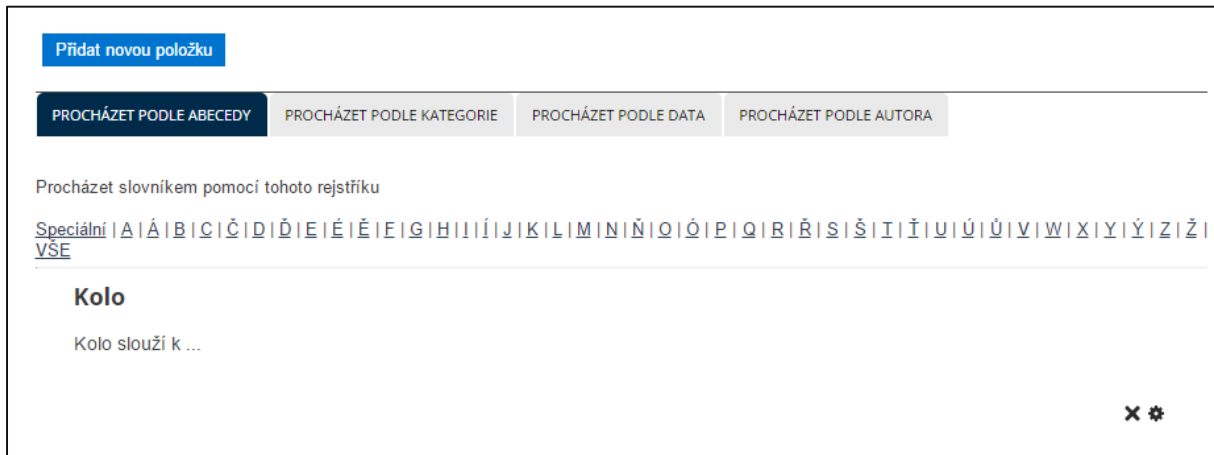 Přidat novou položku
PROCHÁZET PODLE ABECEDY PROCHÁZET PODLE KATEGORIE PROCHÁZET PODLE DATA PROCHÁZET PODLE AUTORA
Procházet slovníkem pomocí tohoto rejstříku
Speciální | A | Á | B | C | Č | D | Ď | E | É | Ě | F | G | H | I | Í | J | K | L | M | N | Ň | O | Ó | P | Q | R | Ř | S | Š | T | Ť | U | Ú | Ů | V | W | X | Y | Ý | Z | Ž |
VŠE
Kolo
Kolo slouží k ...